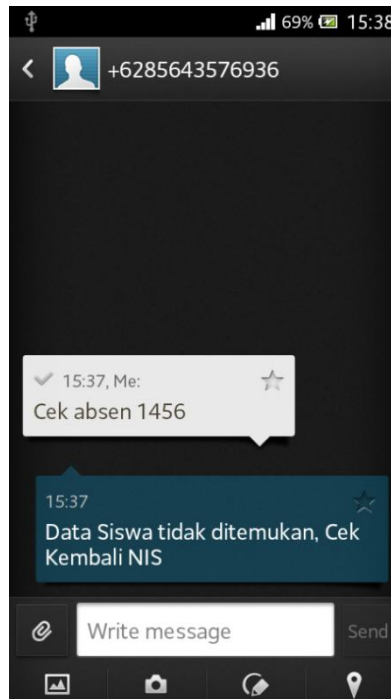 69% 15:38
+6285643576936
15:37, Me:
Cek absen 1456
15:37
Data Siswa tidak ditemukan, Cek
Kembali NIS
Write message
Send